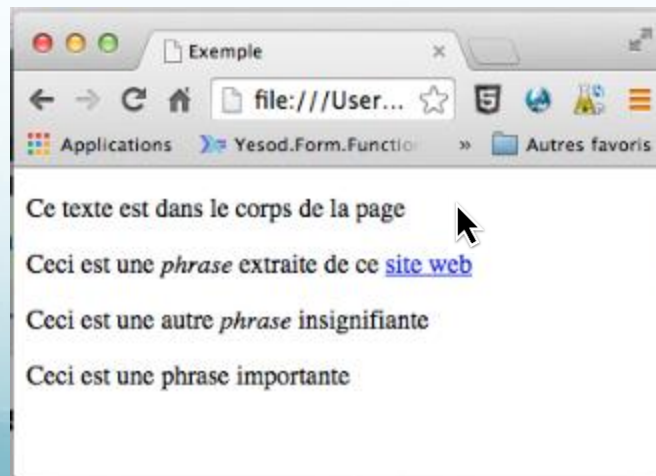 Exemple
file:///User...
Applications Yesod.Form.Functio » Autres favoris
Ce texte est dans le corps de la page
Ceci est une phrase extraite de ce site web
Ceci est une autre phrase insignifiante
Ceci est une phrase importante